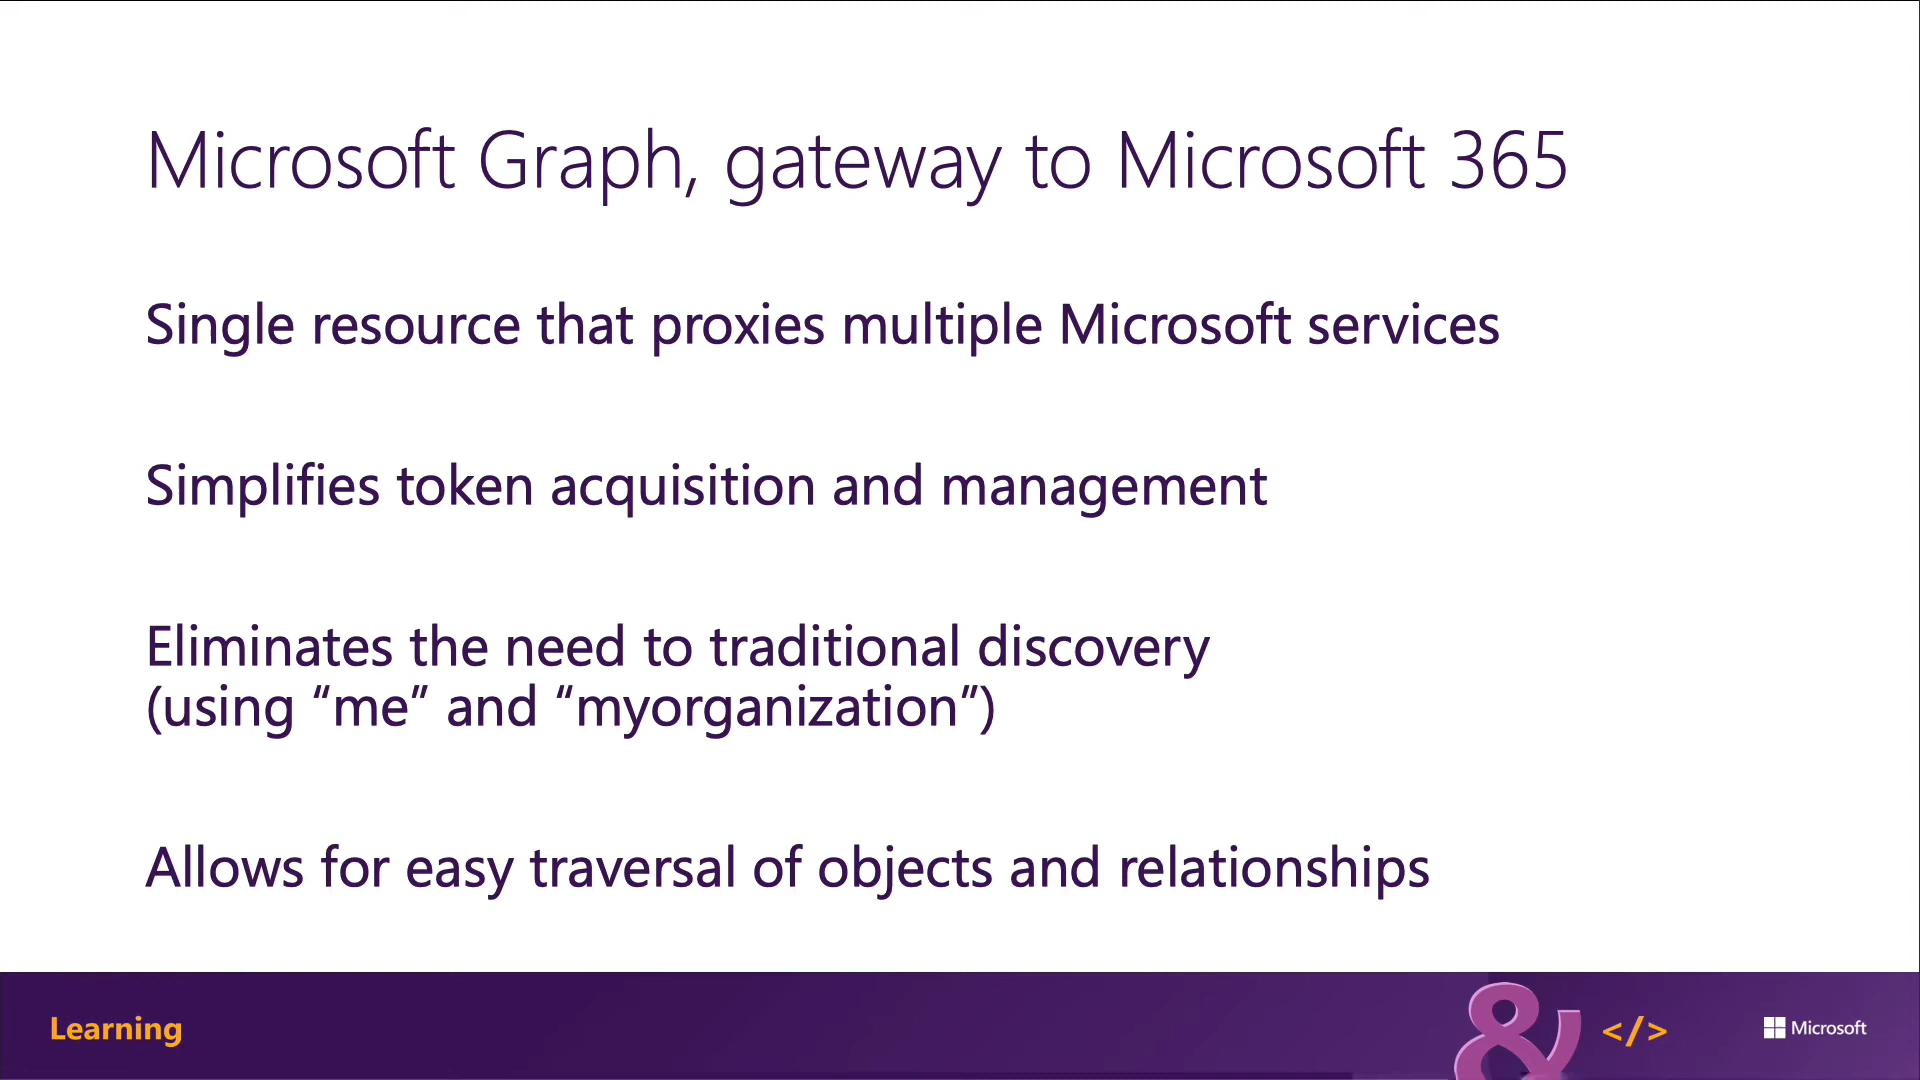 Microsoft Graph, gateway to Microsoft 365
Single resource that proxies multiple Microsoft services
Simplifies token acquisition and management
Eliminates the need to traditional discovery
(using “me” and “myorganization”)
Allows for easy traversal of objects and relationships
Learning
& </>
Microsoft